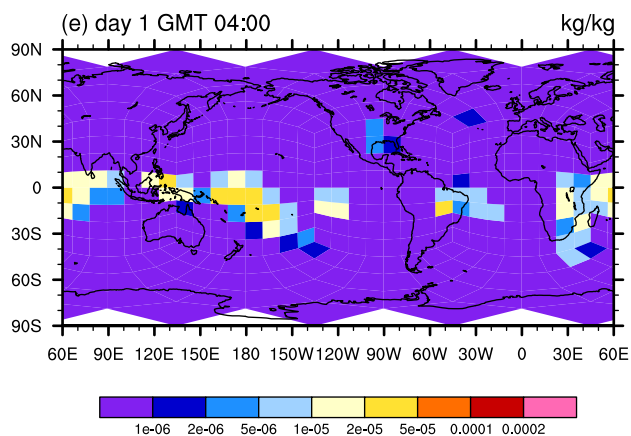 (e) day 1 GMT 04:00 kg/kg
90N
60N
30N
0
30S
60S
90S
60E 90E 120E 150E 180 150W 120W 90W 60W 30W 0 30E 60E
1e-06 2e-06 5e-06 1e-05 2e-05 5e-05 0.0001 0.0002